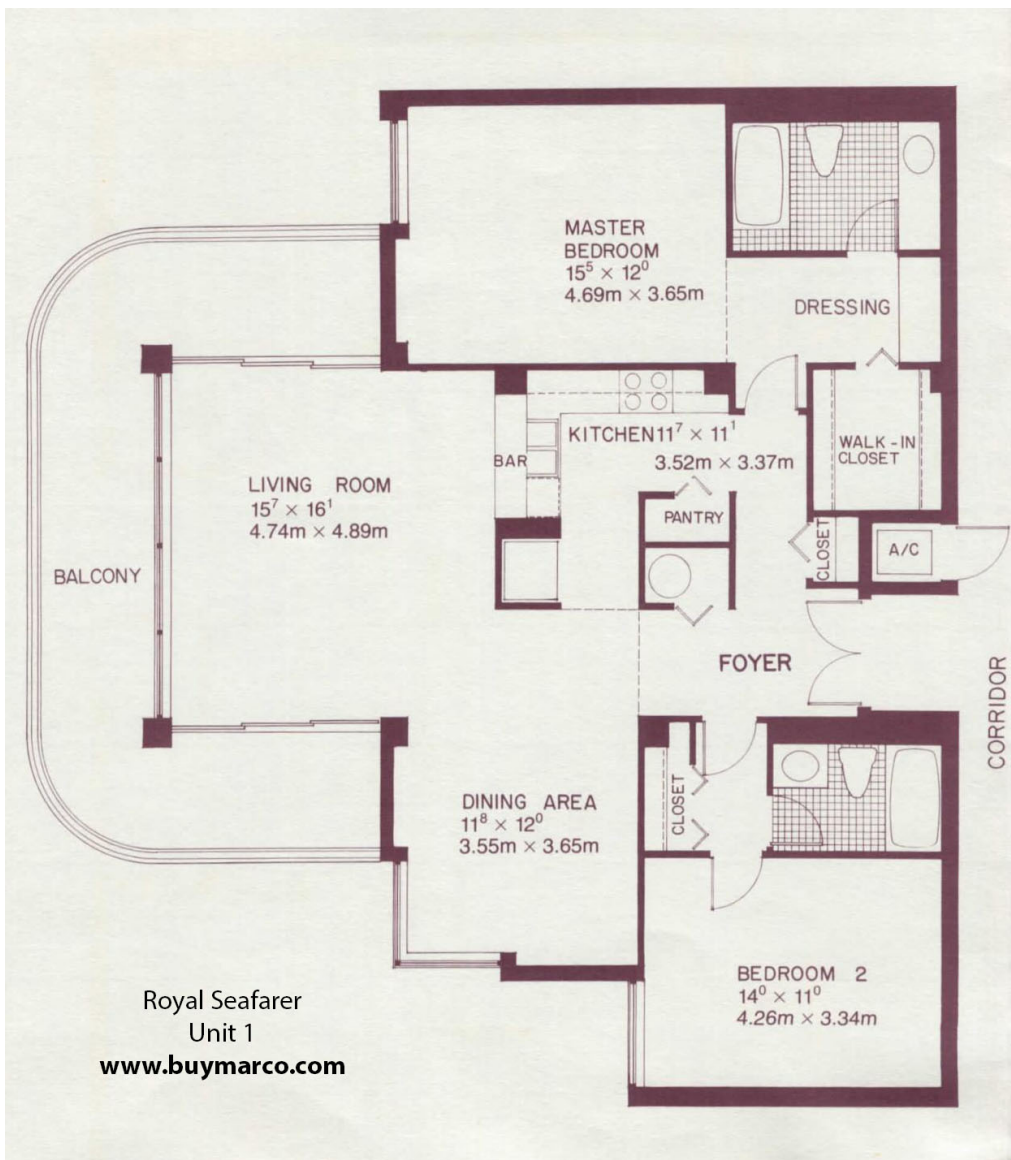 MASTER
BEDROOM
15⁵ × 12⁰
4.69m × 3.65m
DRESSING
KITCHEN 11⁷ × 11¹
3.52m × 3.37m
WALK-IN
CLOSET
BAR
LIVING ROOM
15⁷ × 16¹
4.74m × 4.89m
PANTRY
CLOSET
A/C
BALCONY
FOYER
CORRIDOR
DINING AREA
11⁸ × 12⁰
3.55m × 3.65m
CLOSET
BEDROOM 2
14⁰ × 11⁰
4.26m × 3.34m
Royal Seafarer
Unit 1
www.buymarco.com